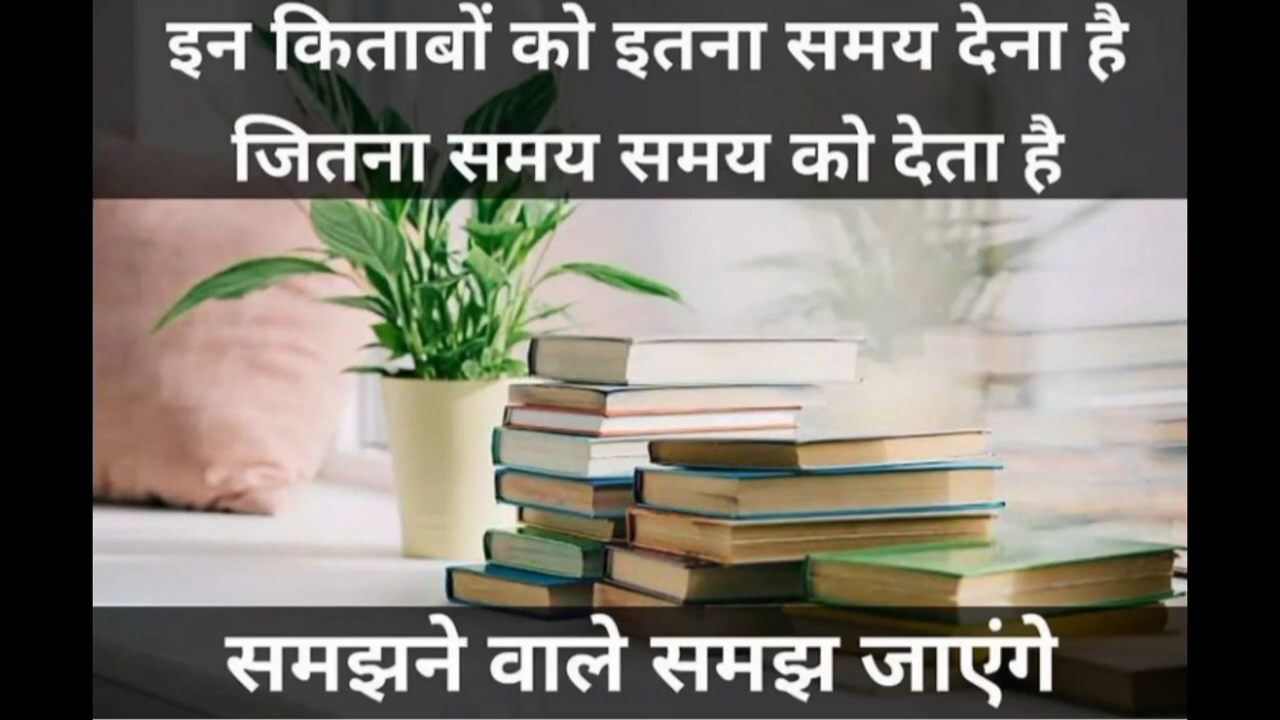 इन किताबों को इतना समय देना है
जितना समय समय को देता है
समझने वाले समझ जाएंगे